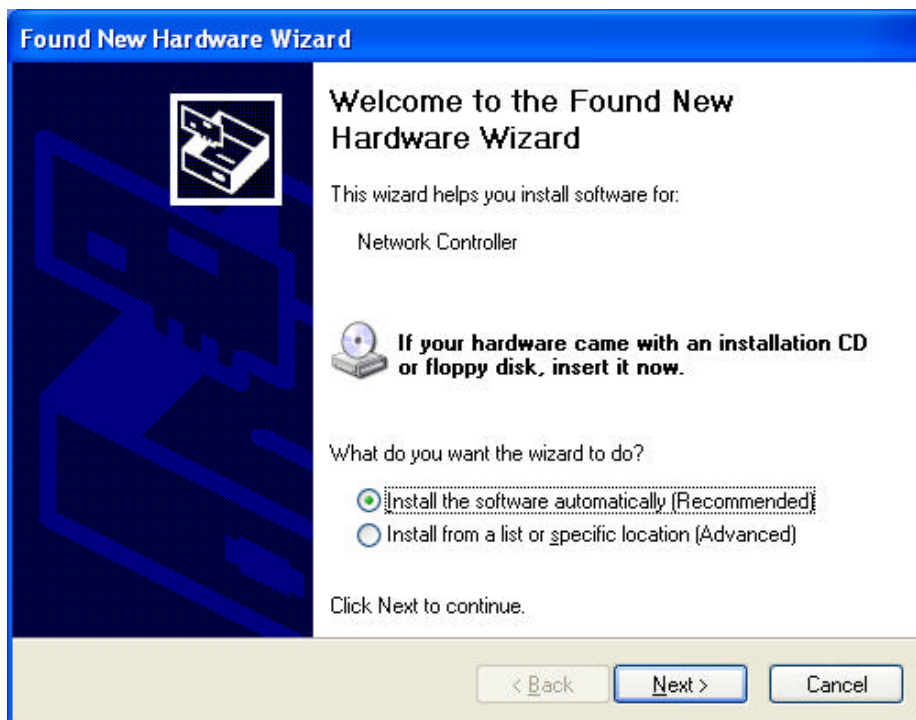 Found New Hardware Wizard
Welcome to the Found New
Hardware Wizard
This wizard helps you install software for:
Network Controller
If your hardware came with an installation CD
or floppy disk, insert it now.
What do you want the wizard to do?
Install the software automatically (Recommended)
Install from a list or specific location (Advanced)
Click Next to continue.
< Back Next > Cancel